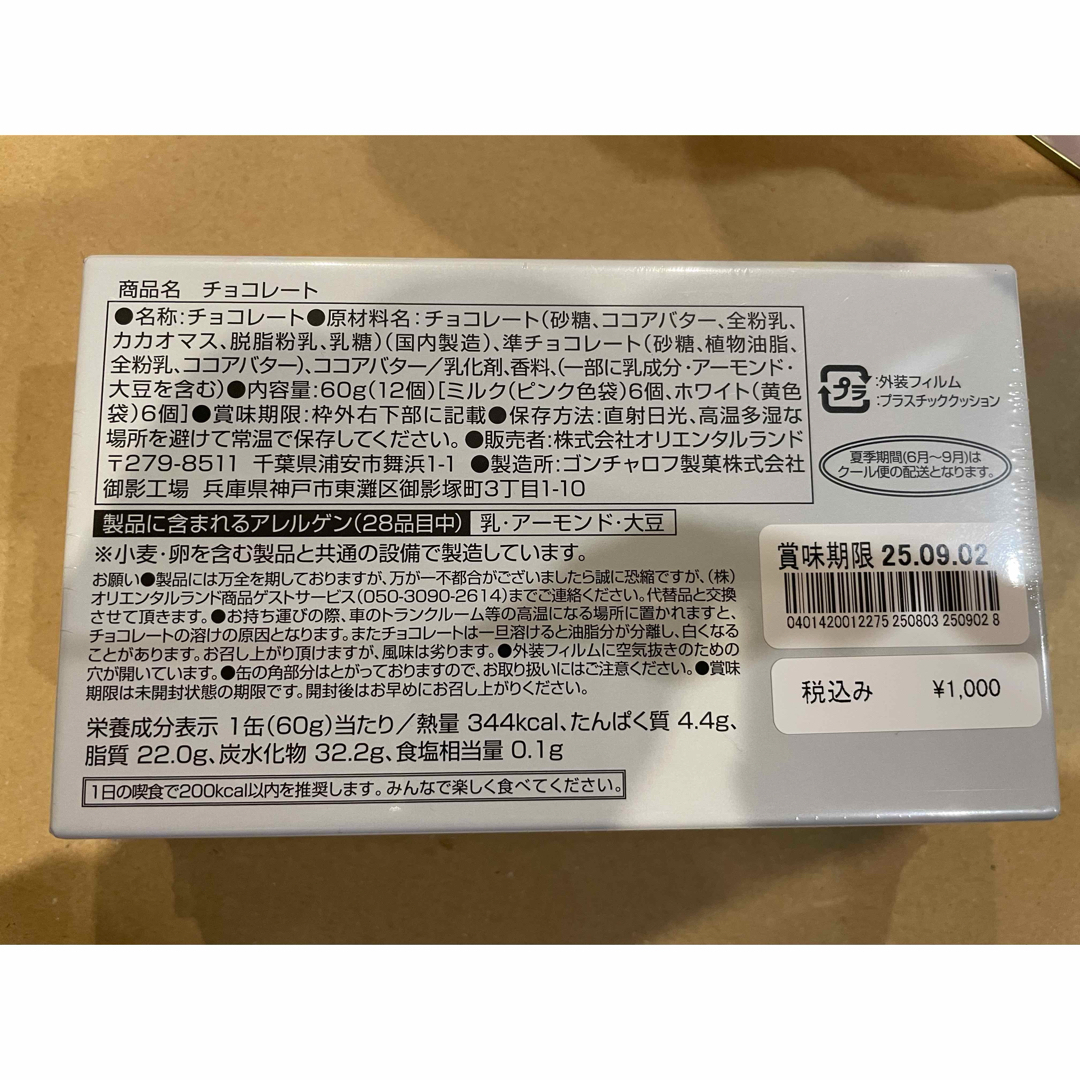 商品名 チョコレート
●名称:チョコレート●原材料名:チョコレート(砂糖、ココアバター、全粉乳、
カカオマス、脱脂粉乳、乳糖)(国内製造)、準チョコレート(砂糖、植物油脂、
全粉乳、ココアバター)、ココアバター/乳化剤、香料、(一部に乳成分・アーモンド・
大豆を含む)●内容量:60g(12個)[ミルク(ピンク色袋)6個、ホワイト(黄色
袋)6個]●賞味期限:枠外右下部に記載●保存方法:直射日光、高温多湿な
場所を避けて常温で保存してください。●販売者:株式会社オリエンタルランド
〒279-8511 千葉県浦安市舞浜1-1 ●製造所:ゴンチャロフ製菓株式会社
御影工場 兵庫県神戸市東灘区御影塚町3丁目1-10
製品に含まれるアレルゲン(28品目中) 乳・アーモンド・大豆
※小麦・卵を含む製品と共通の設備で製造しています。
お願い●製品には万全を期しておりますが、万が一不都合がございましたら誠に恐縮ですが、(株)
オリエンタルランド商品ゲストサービス(050-3090-2614)までご連絡ください。代替品と交換
させて頂きます。●お持ち運びの際、車のトランクルーム等の高温になる場所に置かれますと、
チョコレートの溶けの原因となります。またチョコレートは一旦溶けると油脂分が分離し、白くなる
ことがあります。お召し上がり頂けますが、風味は劣ります。●外装フィルムに空気抜きのための
穴が開いています。●缶の角部分はとがっておりますので、お取り扱いにはご注意ください。●賞味
期限は未開封状態の期限です。開封後はお早めにお召し上がりください。
栄養成分表示 1缶(60g)当たり/熱量 344kcal、たんぱく質 4.4g、
脂質 22.0g、炭水化物 32.2g、食塩相当量 0.1g
1日の喫食で200kcal以内を推奨します。みんなで楽しく食べてください。
プラ
:外装フィルム
:プラスチッククッション
夏季期間(6月〜9月)は
クール便の配送となります。
賞味期限 25.09.02
0401420012275 250803 250902 8
税込み ¥1,000